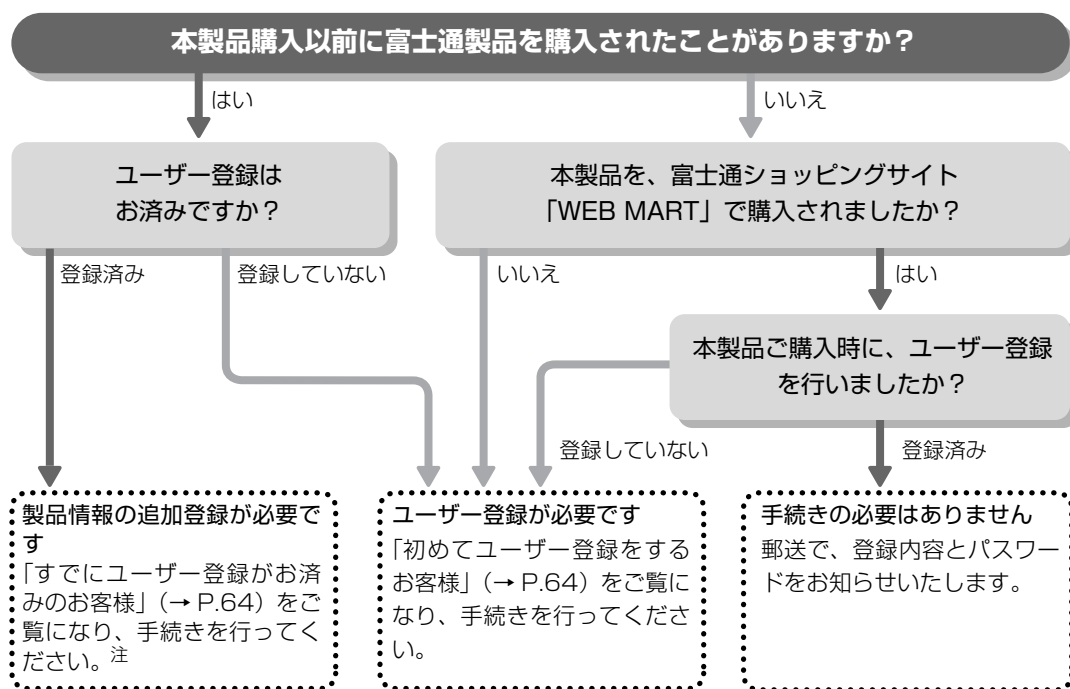 本製品購入以前に富士通製品を購入されたことがありますか？
はい
いいえ
ユーザー登録は
お済みですか？
本製品を、富士通ショッピングサイト
「WEB MART」で購入されましたか？
登録済み
登録していない
いいえ
はい
本製品ご購入時に、ユーザー登録
を行いましたか？
登録していない
登録済み
製品情報の追加登録が必要で
す
「すでにユーザー登録がお済
みのお客様」（→ P.64）をご
覧になり、手続きを行ってく
ださい。注
ユーザー登録が必要です
「初めてユーザー登録をする
お客様」（→ P.64）をご覧に
なり、手続きを行ってくださ
い。
手続きの必要はありません
郵送で、登録内容とパスワー
ドをお知らせいたします。